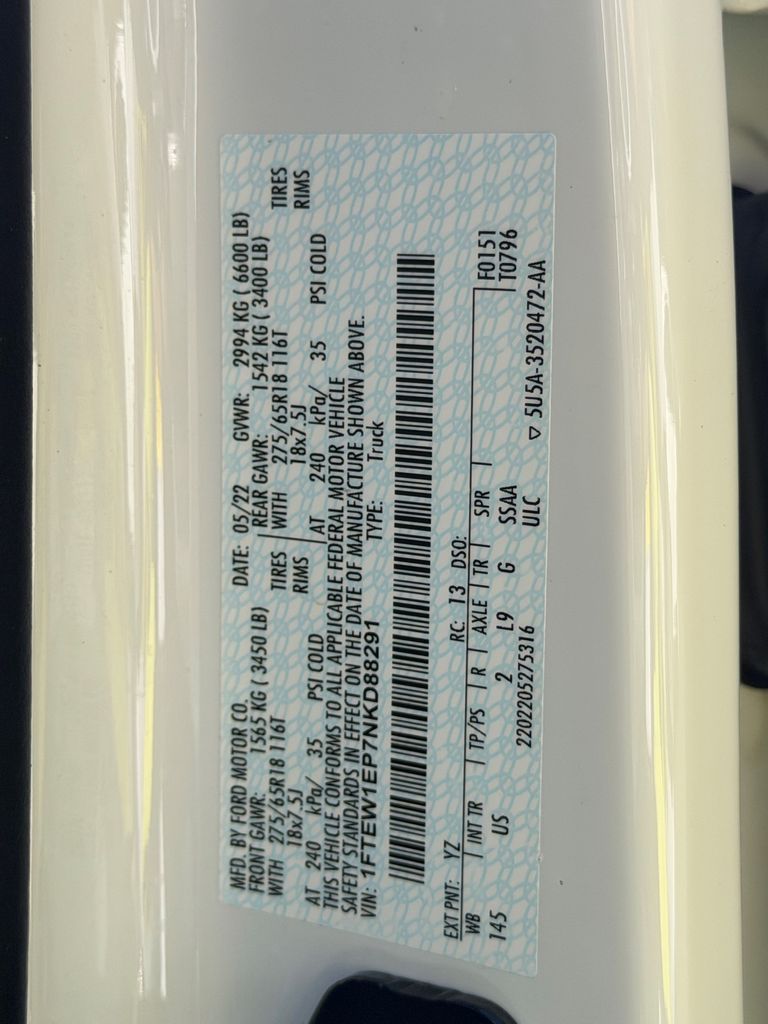 MFD. BY FORD MOTOR CO. DATE: 05/22 GVWR: 2994 KG ( 6600 LB)
FRONT GAWR: 1565 KG ( 3450 LB) REAR GAWR: 1542 KG ( 3400 LB)
WITH 275/65R18 116T TIRES WITH 275/65R18 116T TIRES
18x7.5J RIMS 18x7.5J RIMS
AT 240 kPa/ 35 PSI COLD AT 240 kPa/ 35 PSI COLD
THIS VEHICLE CONFORMS TO ALL APPLICABLE FEDERAL MOTOR VEHICLE
SAFETY STANDARDS IN EFFECT ON THE DATE OF MANUFACTURE SHOWN ABOVE.
VIN: 1FTEW1EP7NKD88291 TYPE: Truck
EXT PNT: YZ RC: 13 DSO:
WB INT TR TP/PS R AXLE TR SPR F0151
145 US 2 L9 G SSAA T0796
2202205275316 ULC
▽ 5U5A-3520472-AA